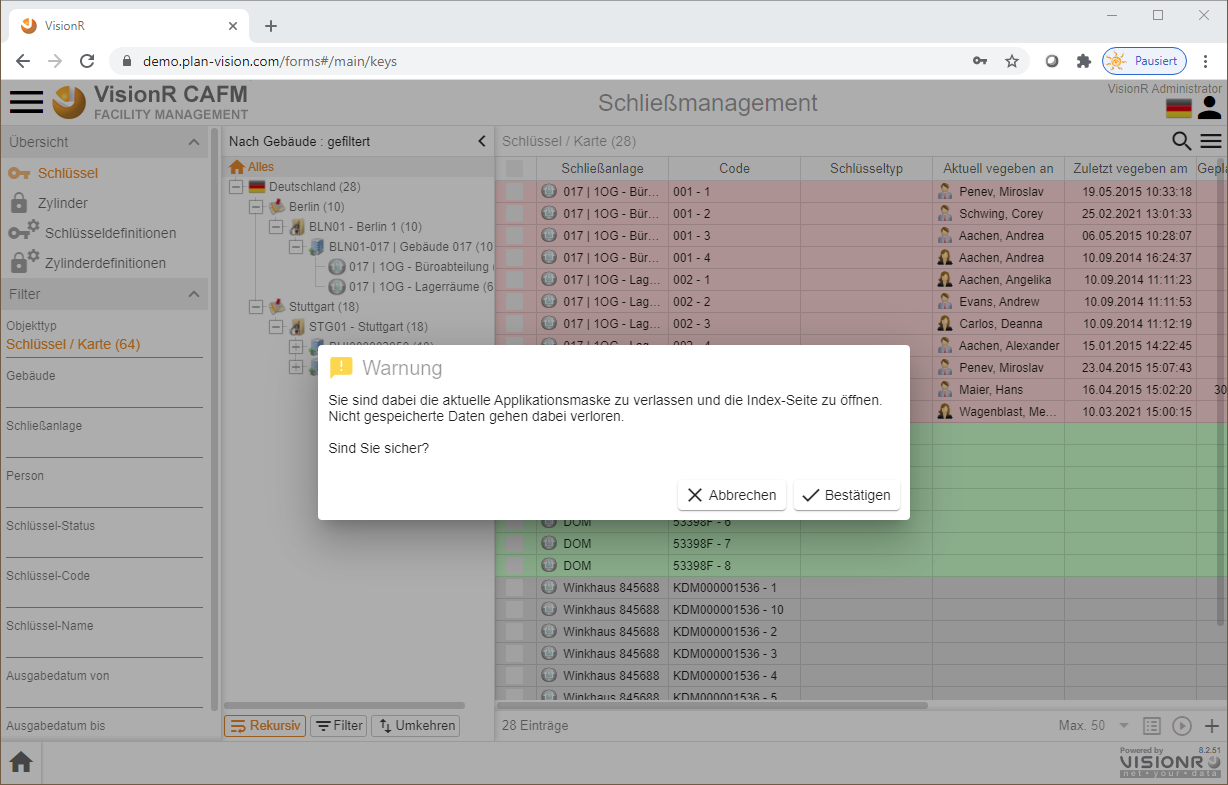 VisionR
demo.plan-vision.com/forms#/main/keys
Pausiert
VisionR CAFM
FACILITY MANAGEMENT
Schließmanagement
VisionR Administrator
Übersicht
Schlüssel
Zylinder
Schlüsseldefinitionen
Zylinderdefinitionen
Filter
Objekttyp
Schlüssel / Karte (64)
Gebäude
Schließanlage
Person
Schlüssel-Status
Schlüssel-Code
Schlüssel-Name
Ausgabedatum von
Ausgabedatum bis
Nach Gebäude : gefiltert
Alles
Deutschland (28)
Berlin (10)
BLN01 - Berlin 1 (10)
BLN01-017 | Gebäude 017 (10
017 | 1OG - Büroabteilung
017 | 1OG - Lagerräume (6
Stuttgart (18)
STG01 - Stuttgart (18)
Rekursiv Filter Umkehren
Schlüssel / Karte (28)
Schließanlage Code Schlüsseltyp Aktuell vegeben an Zuletzt vegeben am Gepla
017 | 1OG - Bür... 001 - 1 Penev, Miroslav 19.05.2015 10:33:18
017 | 1OG - Bür... 001 - 2 Schwing, Corey 25.02.2021 13:01:33
017 | 1OG - Bür... 001 - 3 Aachen, Andrea 06.05.2015 10:28:07
017 | 1OG - Bür... 001 - 4 Aachen, Andrea 10.09.2014 16:24:37
017 | 1OG - Lag... 002 - 1 Aachen, Angelika 10.09.2014 11:11:23
017 | 1OG - Lag... 002 - 2 Evans, Andrew 10.09.2014 11:11:53
017 | 1OG - Lag... 002 - 3 Carlos, Deanna 10.09.2014 11:12:19
017 | 1OG - Lag... 002 - 4 Aachen, Alexander 15.01.2015 14:22:45
Penev, Miroslav 23.04.2015 15:07:43
Maier, Hans 16.04.2015 15:02:20 30
Wagenblast, Me... 10.03.2021 15:00:15
Warnung
Sie sind dabei die aktuelle Applikationsmaske zu verlassen und die Index-Seite zu öffnen.
Nicht gespeicherte Daten gehen dabei verloren.
Sind Sie sicher?
Abbrechen Bestätigen
DOM 53398F - 6
DOM 53398F - 7
DOM 53398F - 8
Winkhaus 845688 KDM000001536 - 1
Winkhaus 845688 KDM000001536 - 10
Winkhaus 845688 KDM000001536 - 2
Winkhaus 845688 KDM000001536 - 3
Winkhaus 845688 KDM000001536 - 4
Winkhaus 845688 KDM000001536 - 5
28 Einträge
Max. 50
Powered by 8.2.51
VISIONR
net • your • data